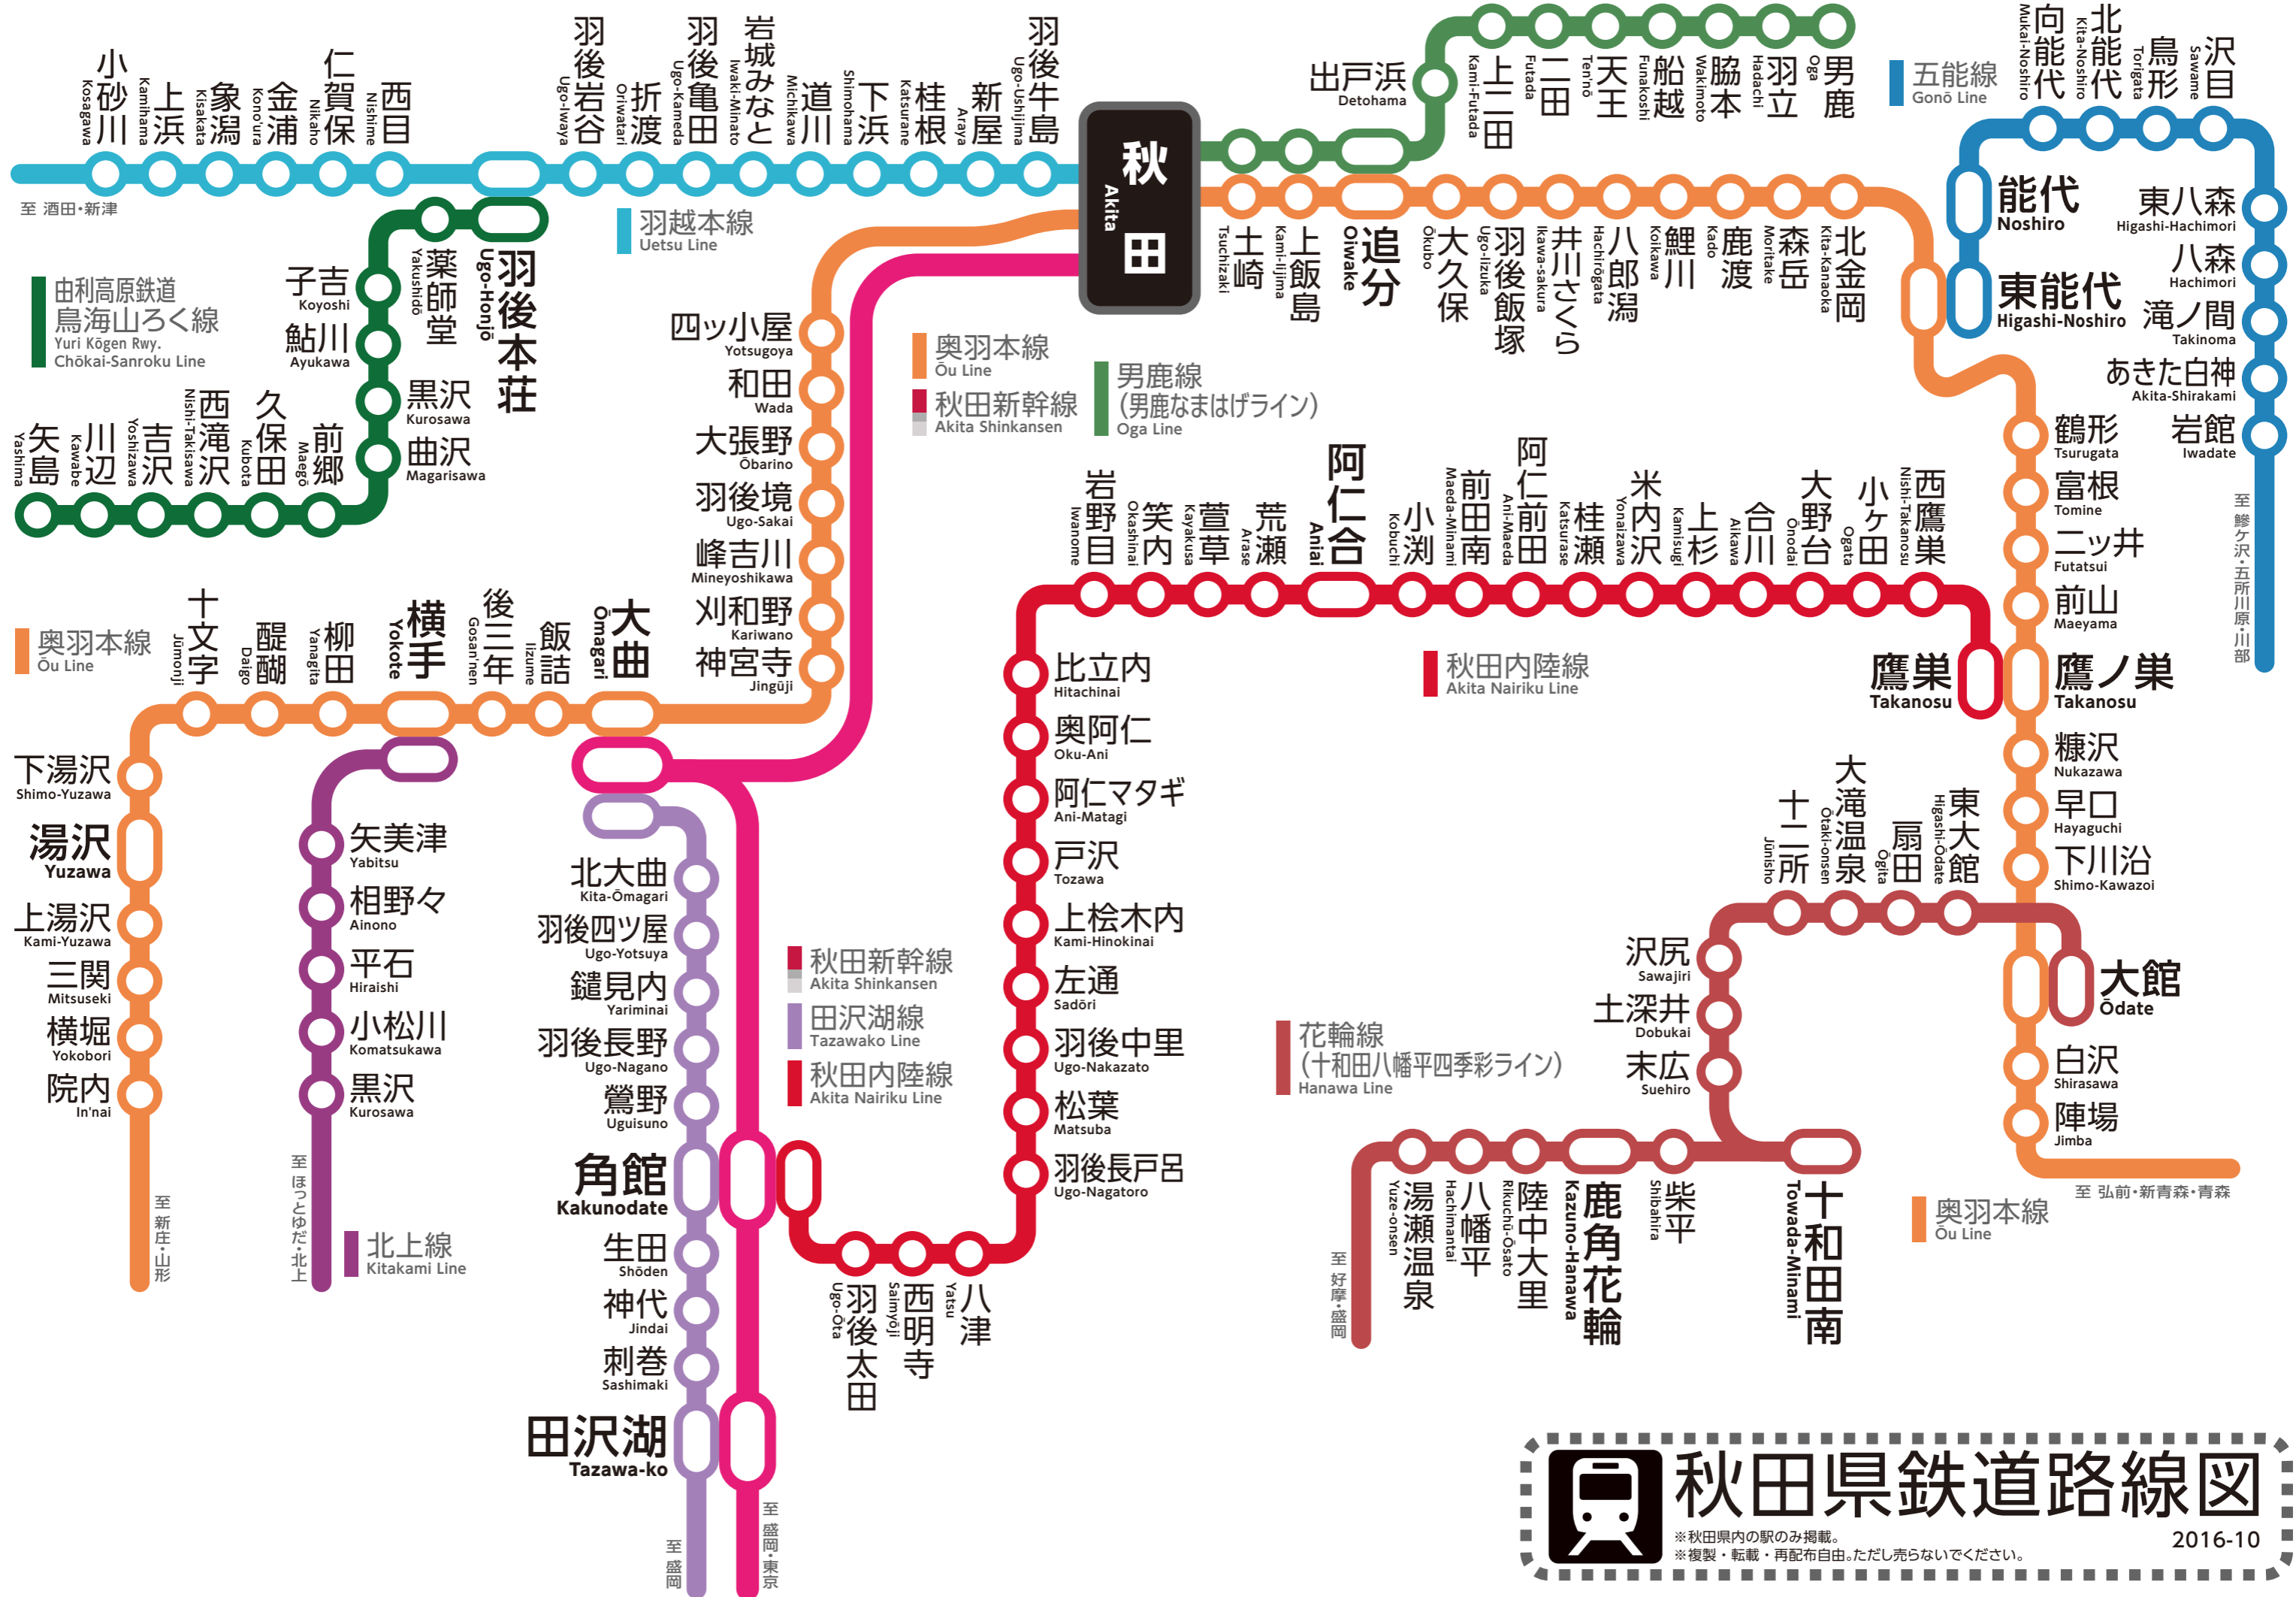 小砂川
Kosagawa
上浜
Kamihama
象潟
Kisakata
金浦
Kono'ura
仁賀保
Nikaho
西目
Nishime
羽後岩谷
Ugo-Iwaya
折渡
Oriwatari
羽後亀田
Ugo-Kameda
岩城みなと
Iwaki-Minato
道川
Michikawa
下浜
Shimohama
桂根
Katsurane
新屋
Araya
羽後牛島
Ugo-Ushijima
至 酒田・新津
羽越本線
Uetsu Line
秋田
Akita
出戸浜
Detohama
上二田
Kami-Futada
二田
Futada
天王
Ten'nō
船越
Funakoshi
脇本
Wakimoto
羽立
Hadachi
男鹿
Oga
五能線
Gonō Line
向能代
Mukai-Noshiro
北能代
Kita-Noshiro
鳥形
Torigata
沢目
Sawame
能代
Noshiro
東能代
Higashi-Noshiro
東八森
Higashi-Hachimori
八森
Hachimori
滝ノ間
Takinoma
あきた白神
Akita-Shirakami
岩館
Iwadate
至 鰺ケ沢・五所川原・川部
土崎
Tsuchizaki
上飯島
Kami-Iijima
追分
Oiwake
大久保
Ōkubo
羽後飯塚
Ugo-Iizuka
井川さくら
Ikawa-sakura
八郎潟
Hachirōgata
鯉川
Koikawa
鹿渡
Kado
森岳
Moritake
北金岡
Kita-Kanaoka
由利高原鉄道
鳥海山ろく線
Yuri Kōgen Rwy.
Chōkai-Sanroku Line
羽後本荘
Ugo-Honjō
薬師堂
Yakushidō
子吉
Koyoshi
鮎川
Ayukawa
黒沢
Kurosawa
曲沢
Magarisawa
前郷
Maegō
久保田
Kubota
西滝沢
Nishi-Takisawa
吉沢
Yoshizawa
川辺
Kawabe
矢島
Yashima
奥羽本線
Ōu Line
秋田新幹線
Akita Shinkansen
男鹿線
(男鹿なまはげライン)
Oga Line
四ッ小屋
Yotsugoya
和田
Wada
大張野
Ōbarino
羽後境
Ugo-Sakai
峰吉川
Mineyoshikawa
刈和野
Kariwano
神宮寺
Jingūji
岩野目
Iwanome
笑内
Okashinai
萱草
Kayakusa
荒瀬
Arase
阿仁合
Aniai
小渕
Kobuchi
前田南
Maeda-Minami
阿仁前田
Ani-Maeda
桂瀬
Katsurase
米内沢
Yonaizawa
上杉
Kamisugi
合川
Aikawa
大野台
Ōnodai
小ヶ田
Ogata
西鷹巣
Nishi-Takanosu
鷹巣
Takanosu
秋田内陸線
Akita Nairiku Line
鶴形
Tsurugata
富根
Tomine
二ッ井
Futatsui
前山
Maeyama
鷹ノ巣
Takanosu
糠沢
Nukazawa
早口
Hayaguchi
下川沿
Shimo-Kawazoi
大館
Ōdate
白沢
Shirasawa
陣場
Jimba
至 弘前・新青森・青森
奥羽本線
Ōu Line
奥羽本線
Ōu Line
十文字
Jūmonji
醍醐
Daigo
柳田
Yanagita
横手
Yokote
後三年
Gosan'nen
飯詰
Iizume
大曲
Ōmagari
下湯沢
Shimo-Yuzawa
湯沢
Yuzawa
上湯沢
Kami-Yuzawa
三関
Mitsuseki
横堀
Yokobori
院内
In'nai
至 新庄・山形
矢美津
Yabitsu
相野々
Ainono
平石
Hiraishi
小松川
Komatsukawa
黒沢
Kurosawa
至 ほっとゆだ・北上
北上線
Kitakami Line
北大曲
Kita-Ōmagari
羽後四ツ屋
Ugo-Yotsuya
鑓見内
Yariminai
羽後長野
Ugo-Nagano
鶯野
Uguisuno
角館
Kakunodate
生田
Shōden
神代
Jindai
刺巻
Sashimaki
田沢湖
Tazawa-ko
至 盛岡
至 盛岡・東京
秋田新幹線
Akita Shinkansen
田沢湖線
Tazawako Line
秋田内陸線
Akita Nairiku Line
比立内
Hitachinai
奥阿仁
Oku-Ani
阿仁マタギ
Ani-Matagi
戸沢
Tozawa
上桧木内
Kami-Hinokinai
左通
Sadōri
羽後中里
Ugo-Nakazato
松葉
Matsuba
羽後長戸呂
Ugo-Nagatoro
八津
Yatsu
西明寺
Saimyōji
羽後太田
Ugo-Ōta
東大館
Higashi-Ōdate
扇田
Ōgita
大滝温泉
Ōtaki-onsen
十二所
Jūnisho
沢尻
Sawajiri
土深井
Dobukai
末広
Suehiro
十和田南
Towada-Minami
柴平
Shibahira
鹿角花輪
Kazuno-Hanawa
陸中大里
Rikuchū-Ōsato
八幡平
Hachimantai
湯瀬温泉
Yuze-onsen
至 好摩・盛岡
花輪線
(十和田八幡平四季彩ライン)
Hanawa Line
秋田県鉄道路線図
※秋田県内の駅のみ掲載。
※複製・転載・再配布自由。ただし売らないでください。
2016-10